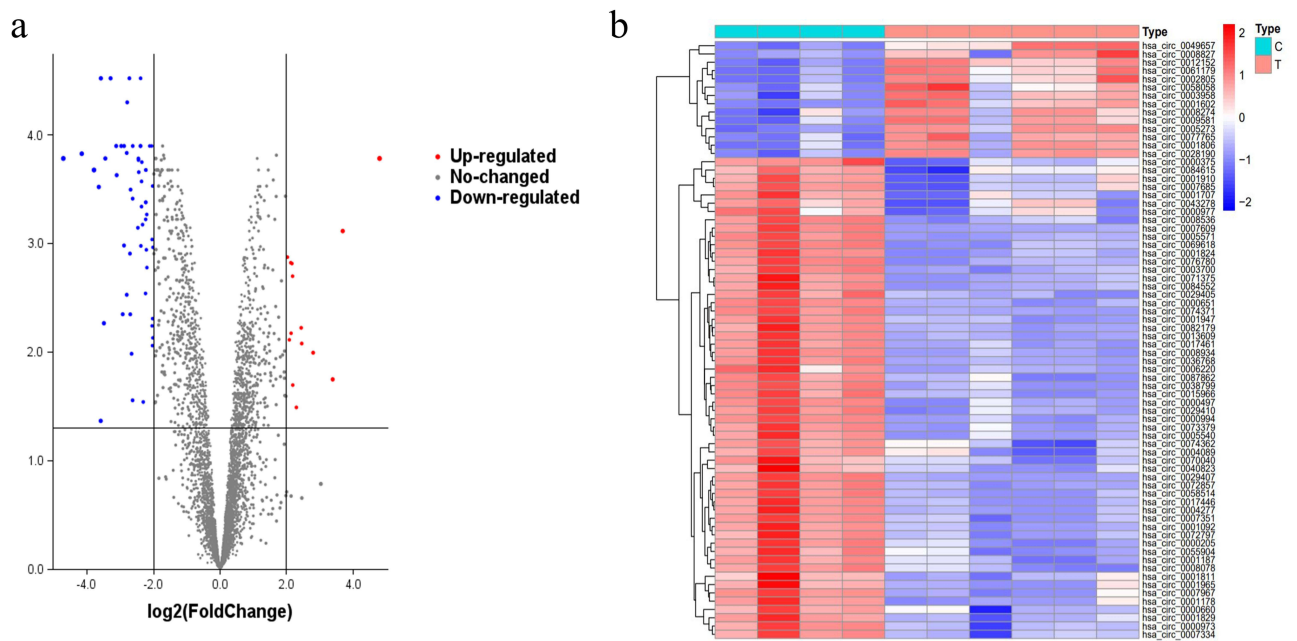 a
4.0
3.0
2.0
1.0
0.0
-4.0
-2.0
0.0
2.0
4.0
log2(FoldChange)
Up-regulated
No-changed
Down-regulated
b
Type
hsa_circ_0049657
hsa_circ_0008827
hsa_circ_0012152
hsa_circ_0061179
hsa_circ_0002805
hsa_circ_0058058
hsa_circ_0003958
hsa_circ_0001602
hsa_circ_0008274
hsa_circ_0009581
hsa_circ_0005273
hsa_circ_0077765
hsa_circ_0001806
hsa_circ_0028190
hsa_circ_0000375
hsa_circ_0084615
hsa_circ_0001910
hsa_circ_0007685
hsa_circ_0001707
hsa_circ_0043278
hsa_circ_0000977
hsa_circ_0008536
hsa_circ_0007609
hsa_circ_0005571
hsa_circ_0069618
hsa_circ_0001824
hsa_circ_0076780
hsa_circ_0003700
hsa_circ_0071375
hsa_circ_0084552
hsa_circ_0029405
hsa_circ_0000651
hsa_circ_0074371
hsa_circ_0001947
hsa_circ_0082179
hsa_circ_0013609
hsa_circ_0017461
hsa_circ_0008934
hsa_circ_0036768
hsa_circ_0006220
hsa_circ_0087862
hsa_circ_0038799
hsa_circ_0015966
hsa_circ_0000497
hsa_circ_0029410
hsa_circ_0000994
hsa_circ_0073379
hsa_circ_0005540
hsa_circ_0074362
hsa_circ_0004089
hsa_circ_0070040
hsa_circ_0040823
hsa_circ_0029407
hsa_circ_0072857
hsa_circ_0058514
hsa_circ_0017446
hsa_circ_0004277
hsa_circ_0007351
hsa_circ_0001092
hsa_circ_0072797
hsa_circ_0000205
hsa_circ_0055904
hsa_circ_0001187
hsa_circ_0008078
hsa_circ_0001811
hsa_circ_0001965
hsa_circ_0007967
hsa_circ_0001178
hsa_circ_0000660
hsa_circ_0001829
hsa_circ_0000973
hsa_circ_0007334
2
1
0
−1
−2
Type
C
T